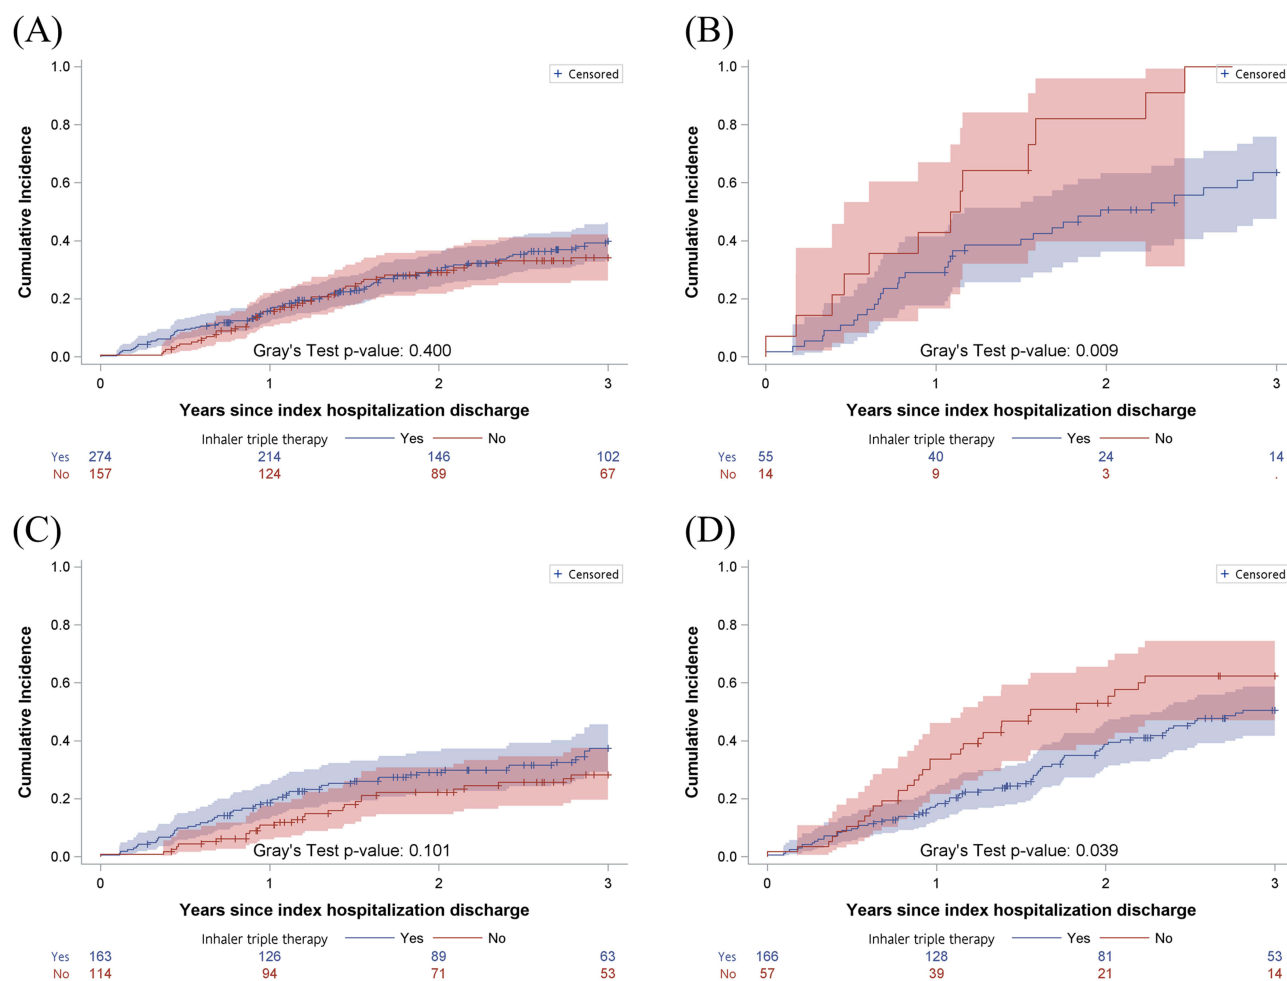 (A)
1.0
0.8
0.6
0.4
0.2
0.0
Cumulative Incidence
+ Censored
Gray's Test p-value: 0.400
0 1 2 3
Years since index hospitalization discharge
Inhaler triple therapy Yes No
Yes 274 214 146 102
No 157 124 89 67
(B)
1.0
0.8
0.6
0.4
0.2
0.0
Cumulative Incidence
+ Censored
Gray's Test p-value: 0.009
0 1 2 3
Years since index hospitalization discharge
Inhaler triple therapy Yes No
Yes 55 40 24 14
No 14 9 3 .
(C)
1.0
0.8
0.6
0.4
0.2
0.0
Cumulative Incidence
+ Censored
Gray's Test p-value: 0.101
0 1 2 3
Years since index hospitalization discharge
Inhaler triple therapy Yes No
Yes 163 126 89 63
No 114 94 71 53
(D)
1.0
0.8
0.6
0.4
0.2
0.0
Cumulative Incidence
+ Censored
Gray's Test p-value: 0.039
0 1 2 3
Years since index hospitalization discharge
Inhaler triple therapy Yes No
Yes 166 128 81 53
No 57 39 21 14